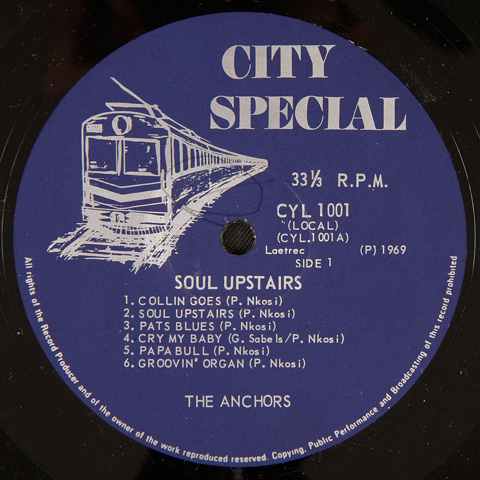 CITY
SPECIAL
33⅓ R.P.M.
CYL 1001
(LOCAL)
(CYL.1001A)
Laetrec (P) 1969
SIDE 1
SOUL UPSTAIRS
1. COLLIN GOES (P. Nkosi)
2. SOUL UPSTAIRS (P. Nkosi)
3. PATS BLUES (P. Nkosi)
4. CRY MY BABY (G. Sabels/P. Nkosi)
5. PAPA BULL (P. Nkosi)
6. GROOVIN' ORGAN (P. Nkosi)
THE ANCHORS
All rights of the Record Producer and of the owner of the work reproduced reserved. Copying, Public Performance and Broadcasting of this record prohibited